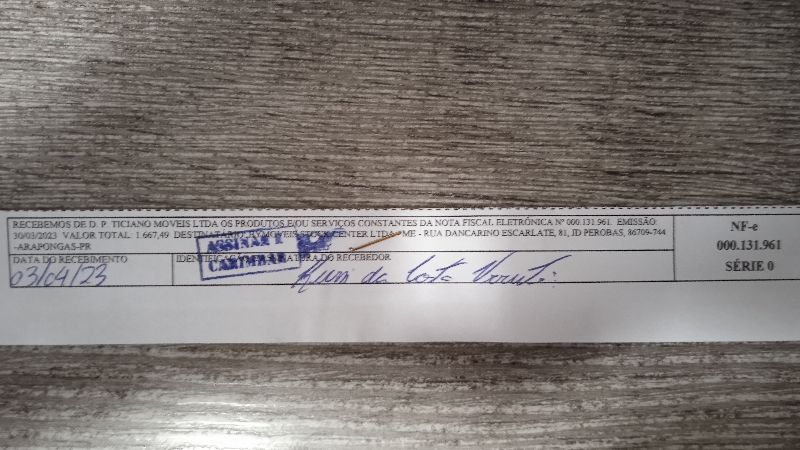 RECEBEMOS DE D. P. TICIANO MOVEIS LTDA OS PRODUTOS E/OU SERVIÇOS CONSTANTES DA NOTA FISCAL ELETRÔNICA Nº 000.131.961. EMISSÃO:
30/03/2023 VALOR TOTAL: 1.667,49 DESTINATÁRIO: STOCK CENTER LTDA - ME - RUA DANCARINO ESCARLATE, 81, ID PEROBAS, 86709-744
-ARAPONGAS-PR
DATA DO RECEBIMENTO
03/04/23
IDENTIFICAÇÃO DO RECEBEDOR
ASSINAR E
CARIMBAR
da Costa
NF-e
000.131.961
SÉRIE 0